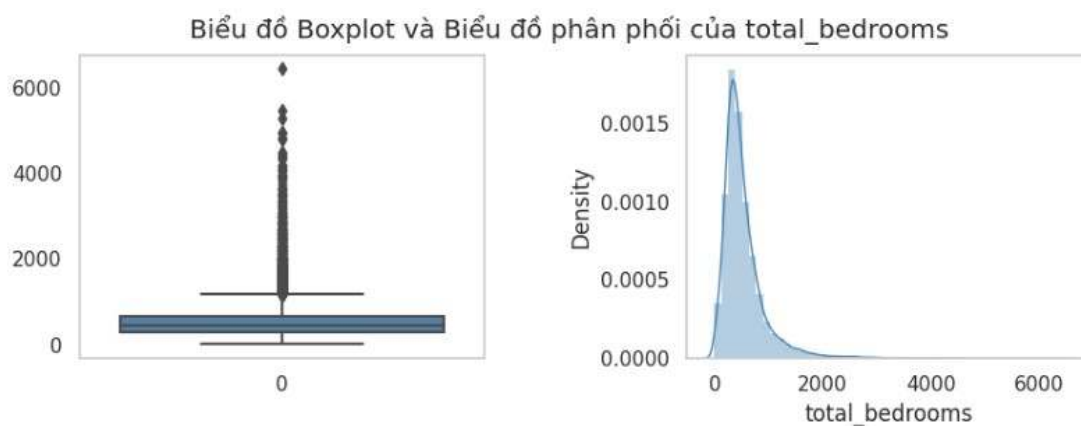 Biểu đồ Boxplot và Biểu đồ phân phối của total_bedrooms
6000
4000
2000
0
0
Density
0.0015
0.0010
0.0005
0.0000
0 2000 4000 6000
total_bedrooms